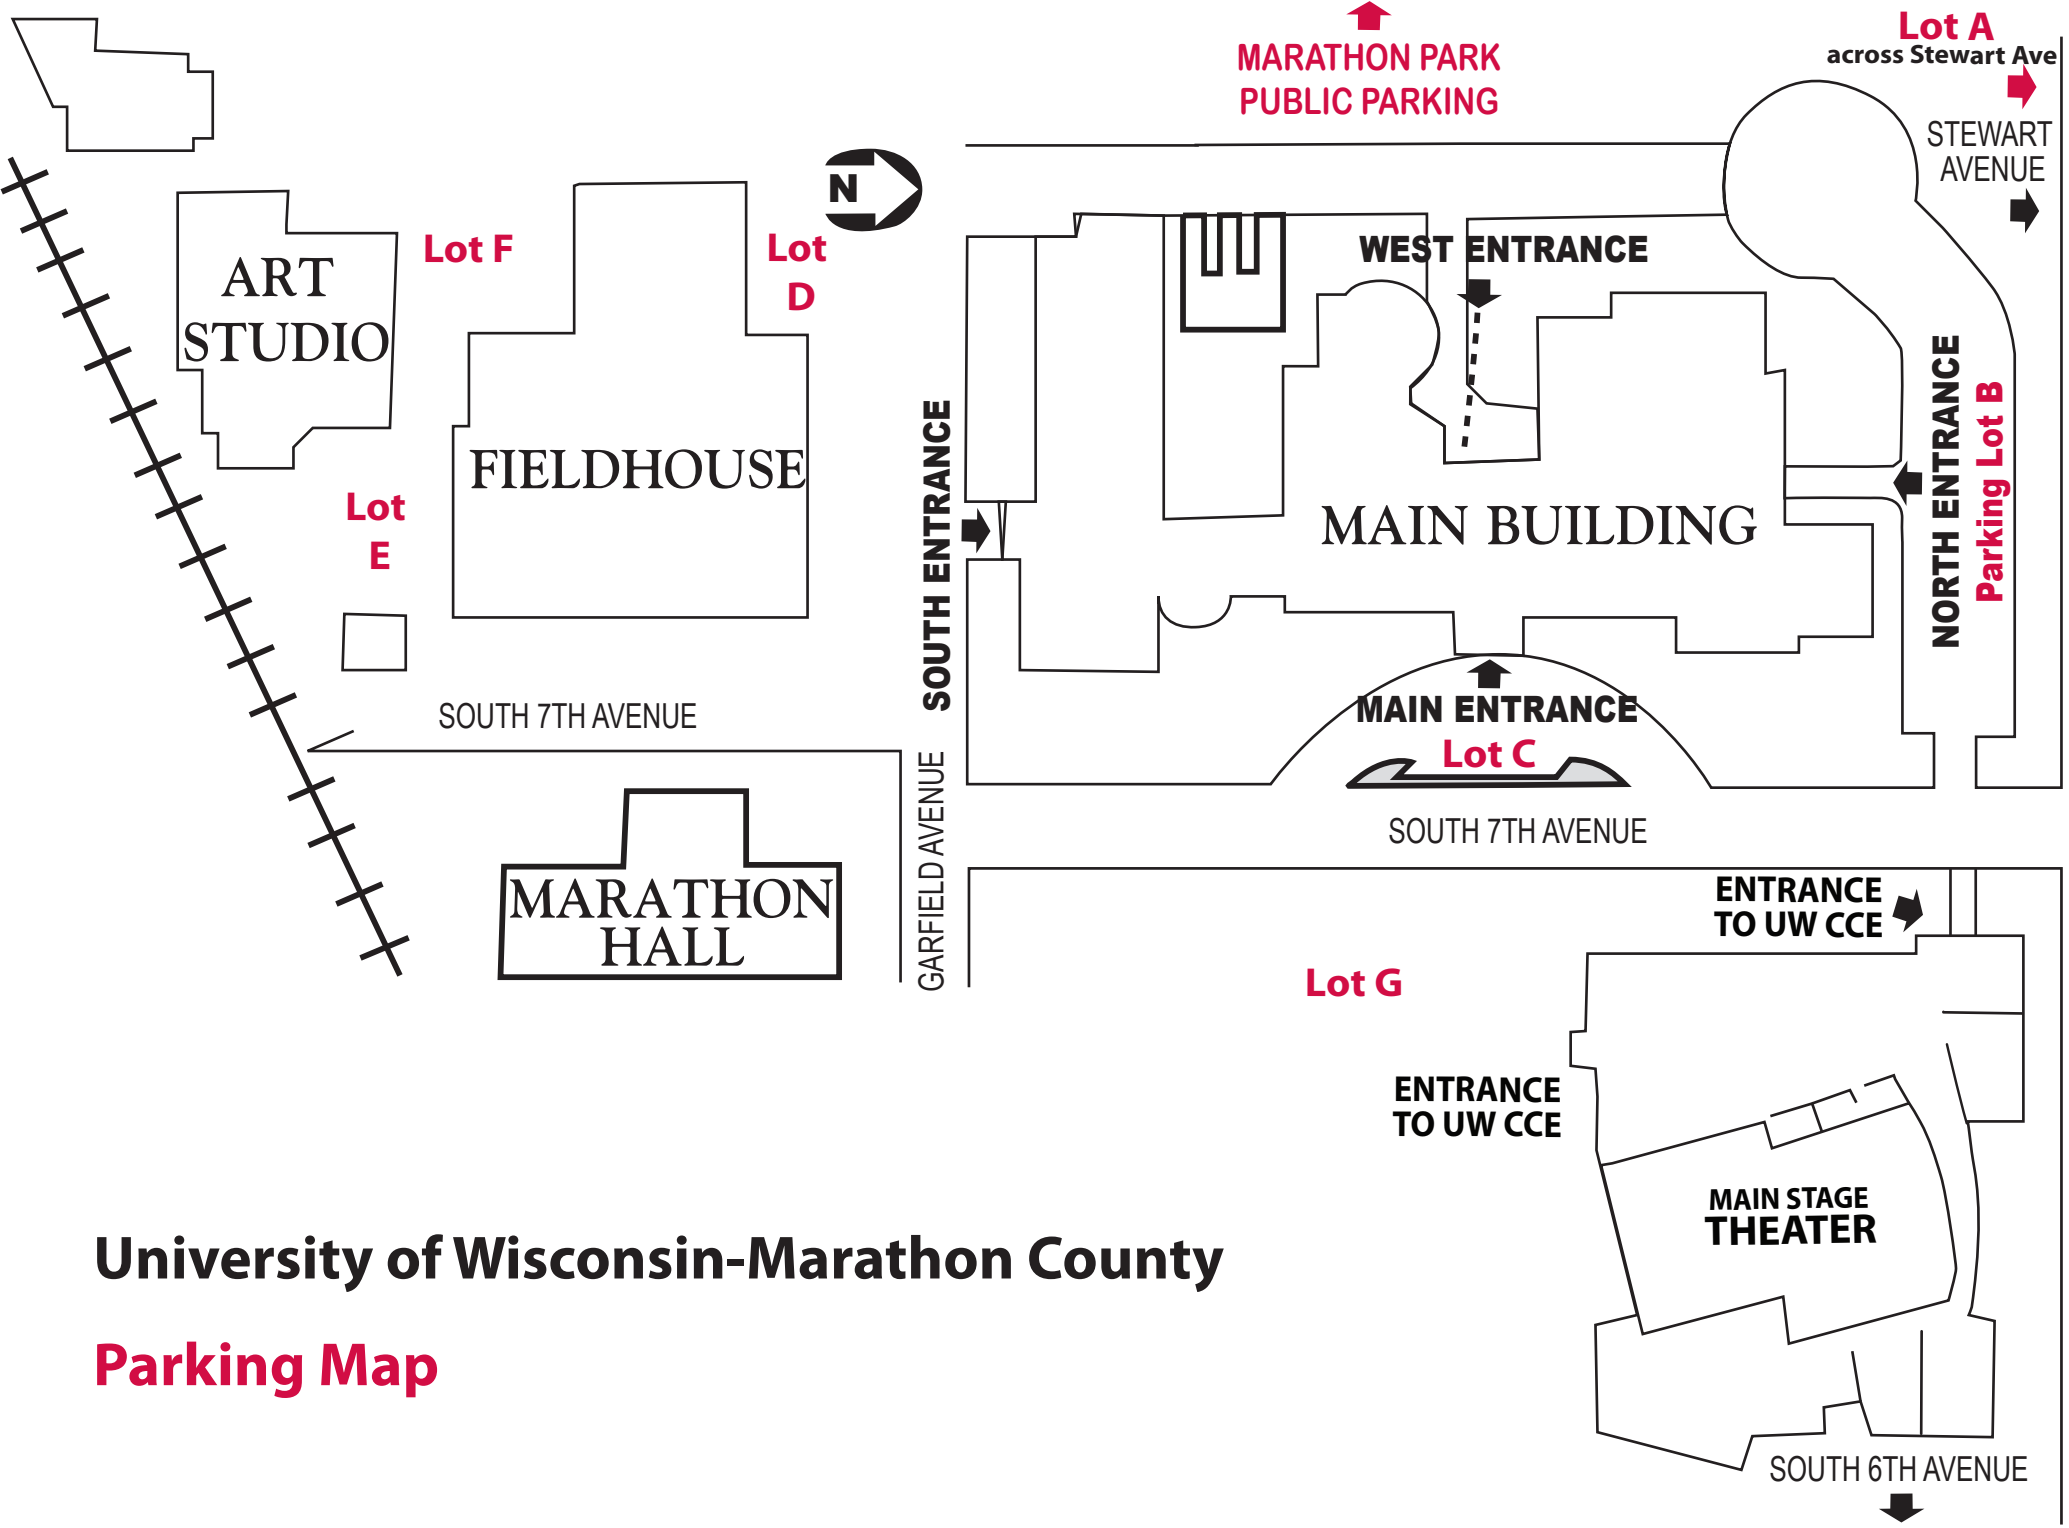 MARATHON PARK
PUBLIC PARKING
Lot A
across Stewart Ave
STEWART
AVENUE
N
Lot F
Lot
D
WEST ENTRANCE
ART
STUDIO
FIELDHOUSE
SOUTH ENTRANCE
MAIN BUILDING
NORTH ENTRANCE
Parking Lot B
Lot
E
MAIN ENTRANCE
Lot C
SOUTH 7TH AVENUE
GARFIELD AVENUE
SOUTH 7TH AVENUE
MARATHON
HALL
ENTRANCE
TO UW CCE
Lot G
ENTRANCE
TO UW CCE
MAIN STAGE
THEATER
University of Wisconsin-Marathon County
Parking Map
SOUTH 6TH AVENUE